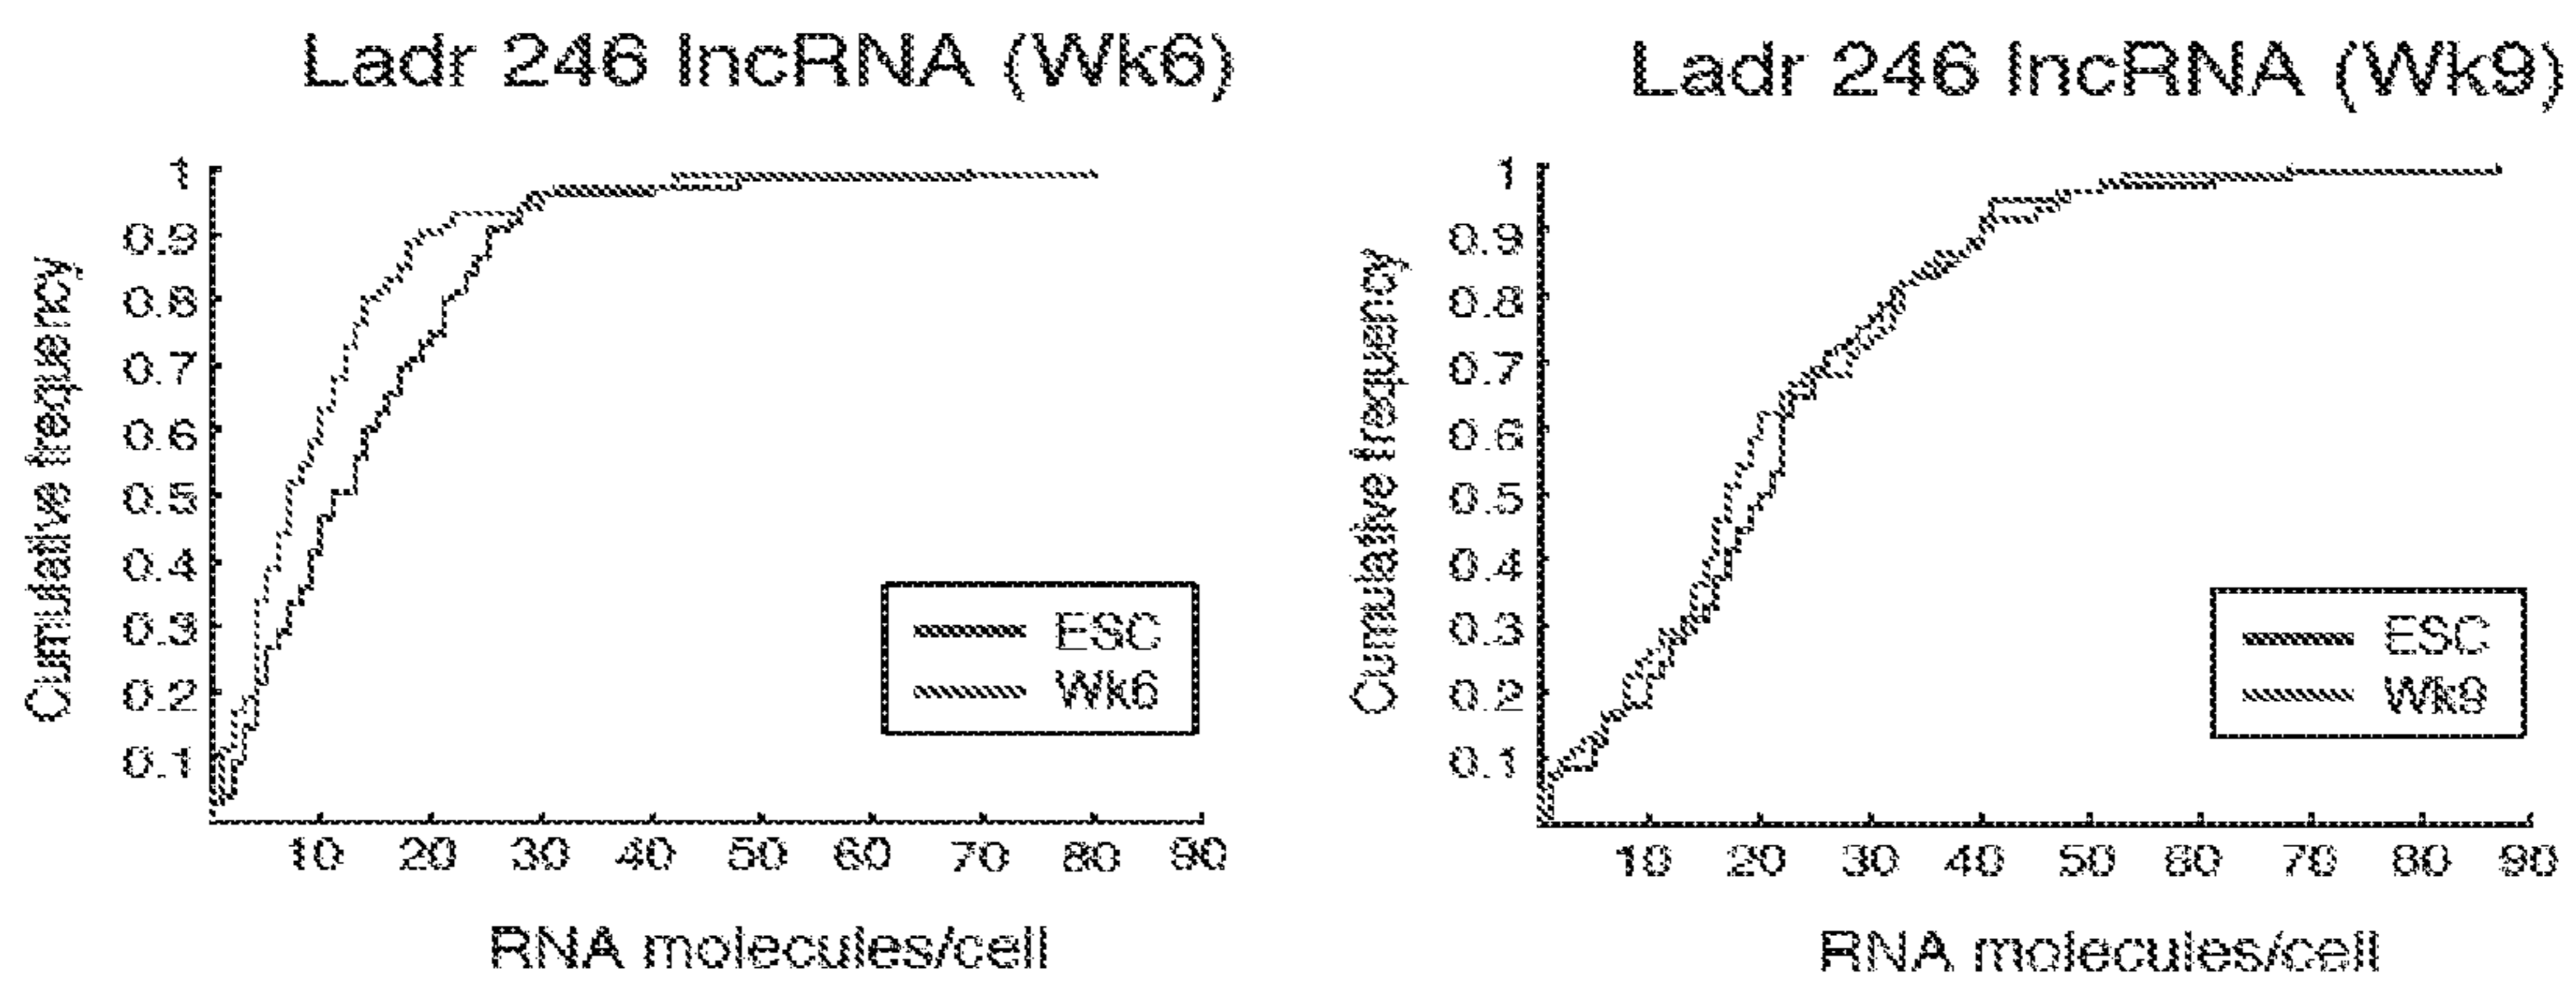 Ladr 246 lncRNA (Wk6)
Cumulative frequency
1
0.9
0.8
0.7
0.6
0.5
0.4
0.3
0.2
0.1
ESC
Wk6
10 20 30 40 50 60 70 80 90
RNA molecules/cell
Ladr 246 lncRNA (Wk9)
Cumulative frequency
1
0.9
0.8
0.7
0.6
0.5
0.4
0.3
0.2
0.1
ESC
Wk9
10 20 30 40 50 60 70 80 90
RNA molecules/cell